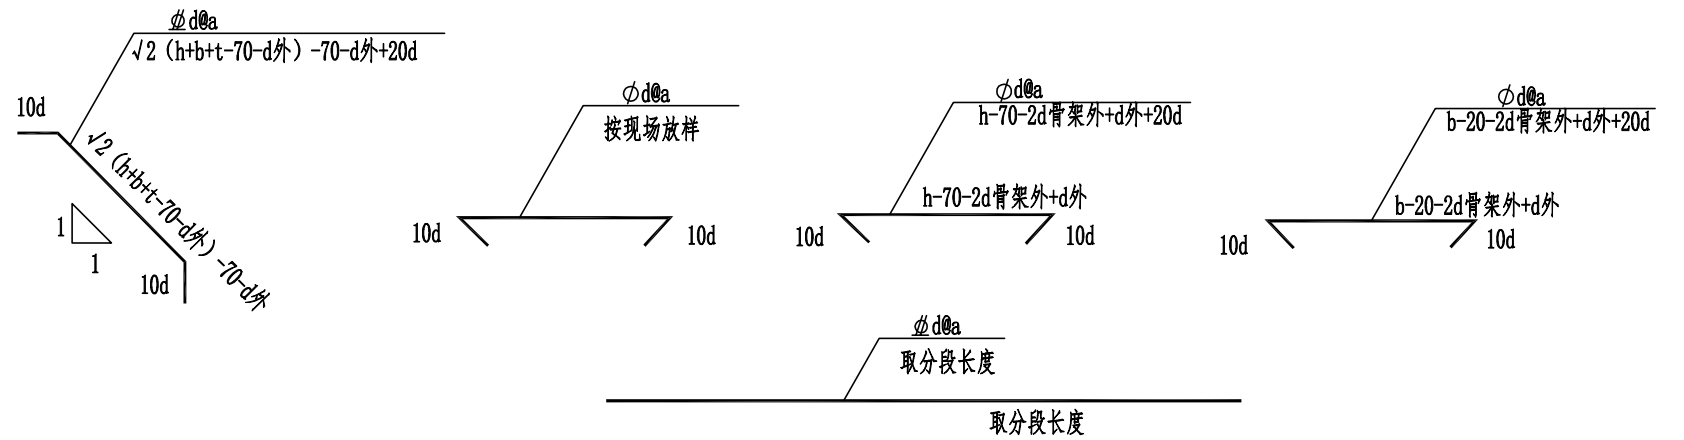 ⌀d@a
√2（h+b+t-70-d外）-70-d外+20d
10d
√2（h+b+t-70-d外）-70-d外
1
1
10d
⌀d@a
按现场放样
10d
10d
⌀d@a
h-70-2d骨架外+d外+20d
h-70-2d骨架外+d外
10d
10d
⌀d@a
b-20-2d骨架外+d外+20d
b-20-2d骨架外+d外
10d
10d
⌀d@a
取分段长度
取分段长度